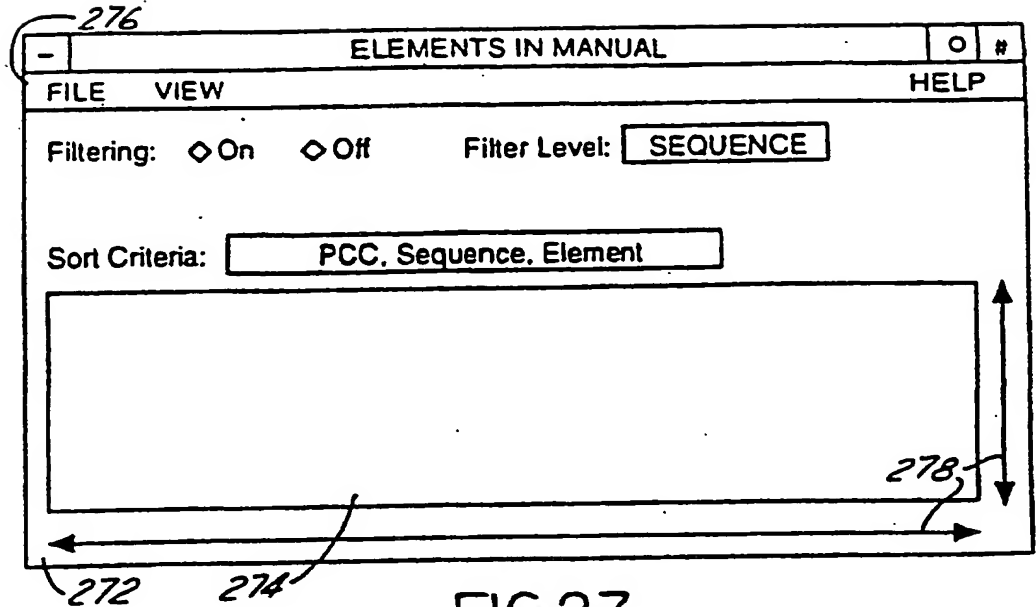 276
- ELEMENTS IN MANUAL O #
FILE VIEW HELP
Filtering: On Off Filter Level: SEQUENCE
Sort Criteria: PCC, Sequence, Element
278
272 274